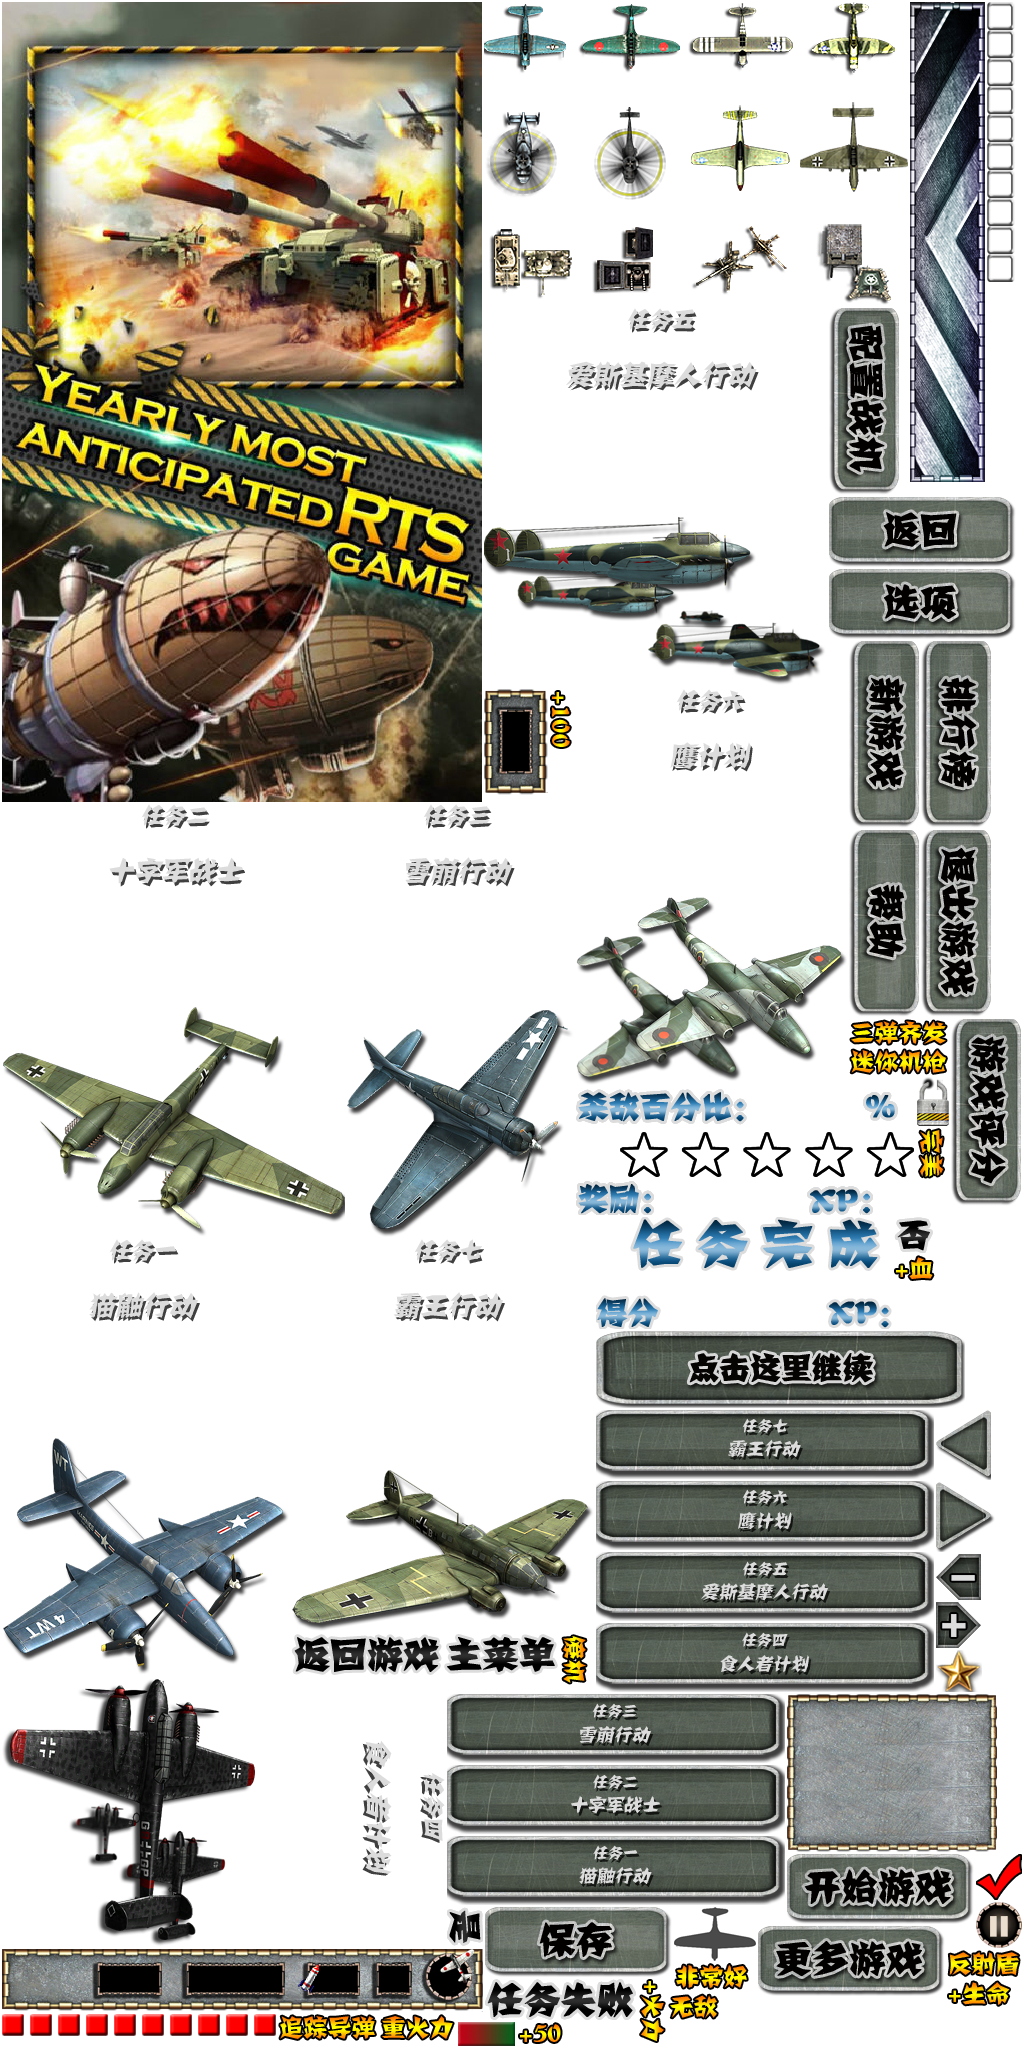 YEARLY MOST
ANTICIPATED RTS
GAME
任务五
爱斯基摩人行动
配置战机
返回
选项
+100
任务六
鹰计划
新游戏
排行榜
任务二
十字军战士
任务三
雪崩行动
帮助
退出游戏
三弹齐发
迷你机枪
游戏评分
杀敌百分比:
%
完美
奖励:
XP:
任务完成
否
+血
任务一
猫鼬行动
任务七
霸王行动
得分
XP:
点击这里继续
任务七
霸王行动
任务六
鹰计划
任务五
爱斯基摩人行动
任务四
食人者计划
WT
4WT
返回游戏
主菜单
僚机
任务三
雪崩行动
任务四
食人者计划
任务二
十字军战士
任务一
猫鼬行动
开始游戏
是
保存
更多游戏
反射盾
+生命
任务失败
+火力
非常好
无敌
追踪导弹
重火力
+50